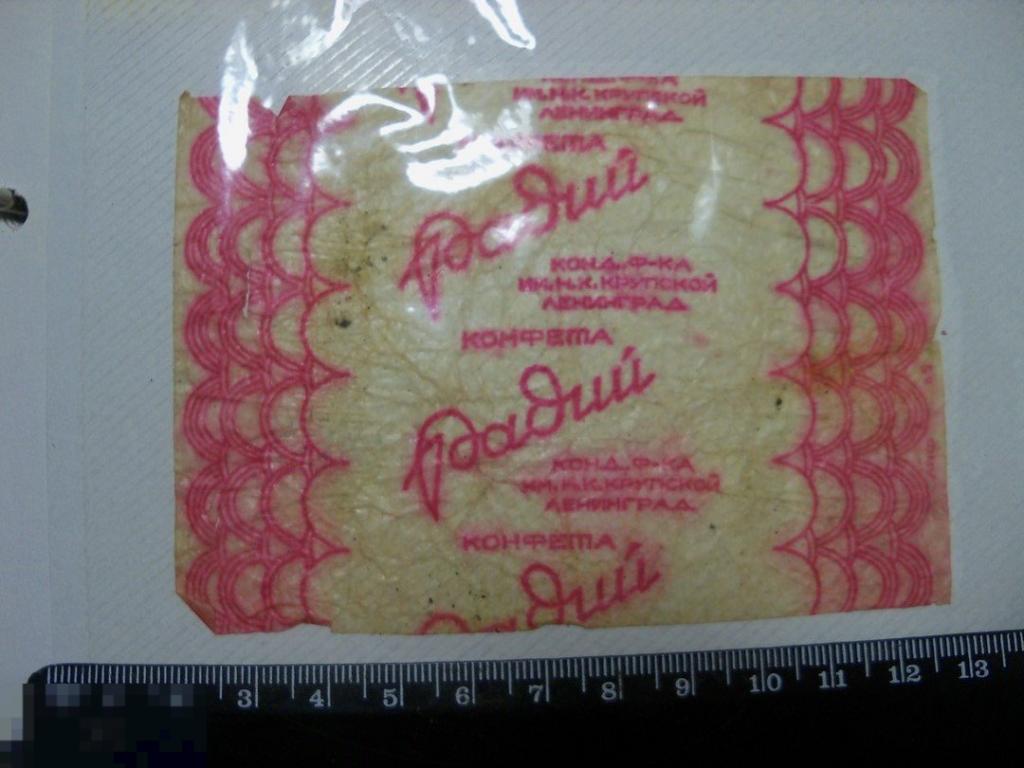 ИМ.Н.К.КРУПСКОЙ
ЛЕНИНГРАД
КОНФЕТА
Радий
КОНД.Ф-КА
ИМ.Н.К.КРУПСКОЙ
ЛЕНИНГРАД
КОНФЕТА
Радий
КОНД.Ф-КА
ИМ.Н.К.КРУПСКОЙ
ЛЕНИНГРАД
КОНФЕТА
Радий
3 4 5 6 7 8 9 10 11 12 13